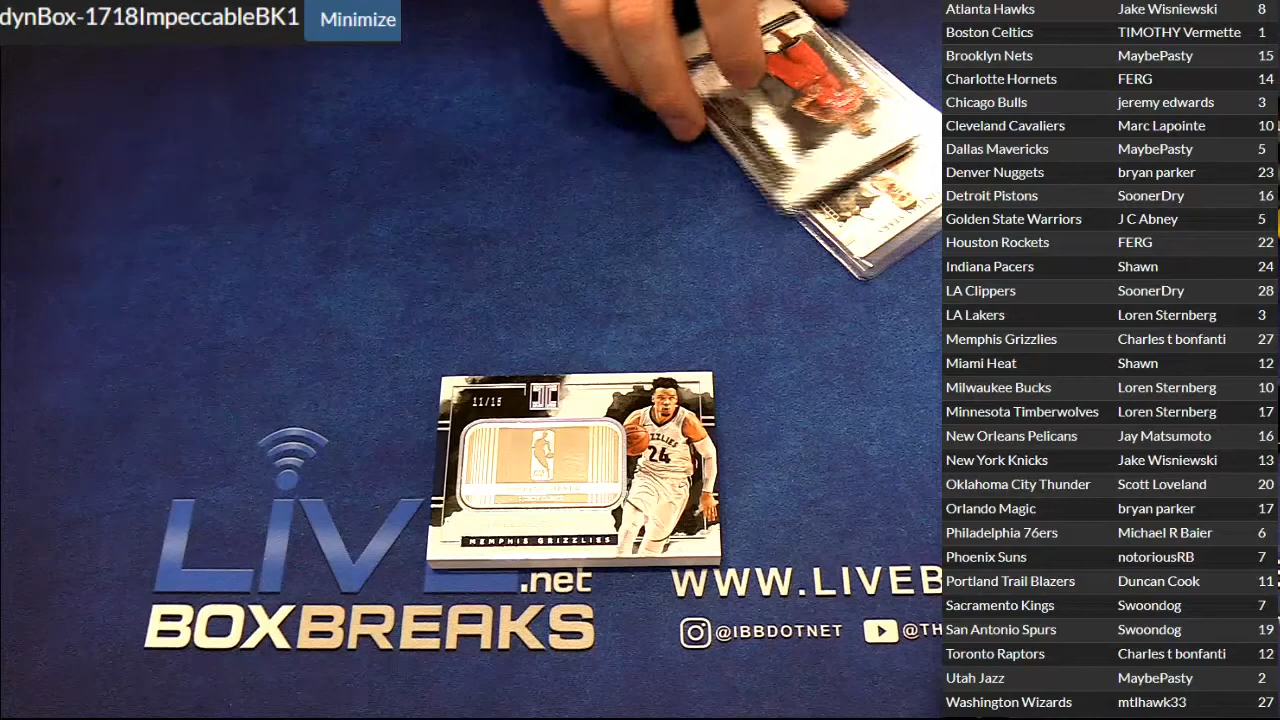 dynBox-1718ImpeccableBK1 Minimize
Atlanta Hawks Jake Wisniewski 8
Boston Celtics TIMOTHY Vermette 1
Brooklyn Nets MaybePasty 15
Charlotte Hornets FERG 14
Chicago Bulls jeremy edwards 3
Cleveland Cavaliers Marc Lapointe 10
Dallas Mavericks MaybePasty 5
Denver Nuggets bryan parker 23
Detroit Pistons SoonerDry 16
Golden State Warriors J C Abney 5
Houston Rockets FERG 22
Indiana Pacers Shawn 24
LA Clippers SoonerDry 28
LA Lakers Loren Sternberg 3
Memphis Grizzlies Charles t bonfanti 27
Miami Heat Shawn 12
Milwaukee Bucks Loren Sternberg 10
Minnesota Timberwolves Loren Sternberg 17
New Orleans Pelicans Jay Matsumoto 16
New York Knicks Jake Wisniewski 13
Oklahoma City Thunder Scott Loveland 20
Orlando Magic bryan parker 17
Philadelphia 76ers Michael R Baier 6
Phoenix Suns notoriousRB 7
Portland Trail Blazers Duncan Cook 11
Sacramento Kings Swoondog 7
San Antonio Spurs Swoondog 19
Toronto Raptors Charles t bonfanti 12
Utah Jazz MaybePasty 2
Washington Wizards mtlhawk33 27
11/15
24
MEMPHIS GRIZZLIES
LIVE
.net
BOXBREAKS
WWW.LIVEB
@IBBDOTNET @TH